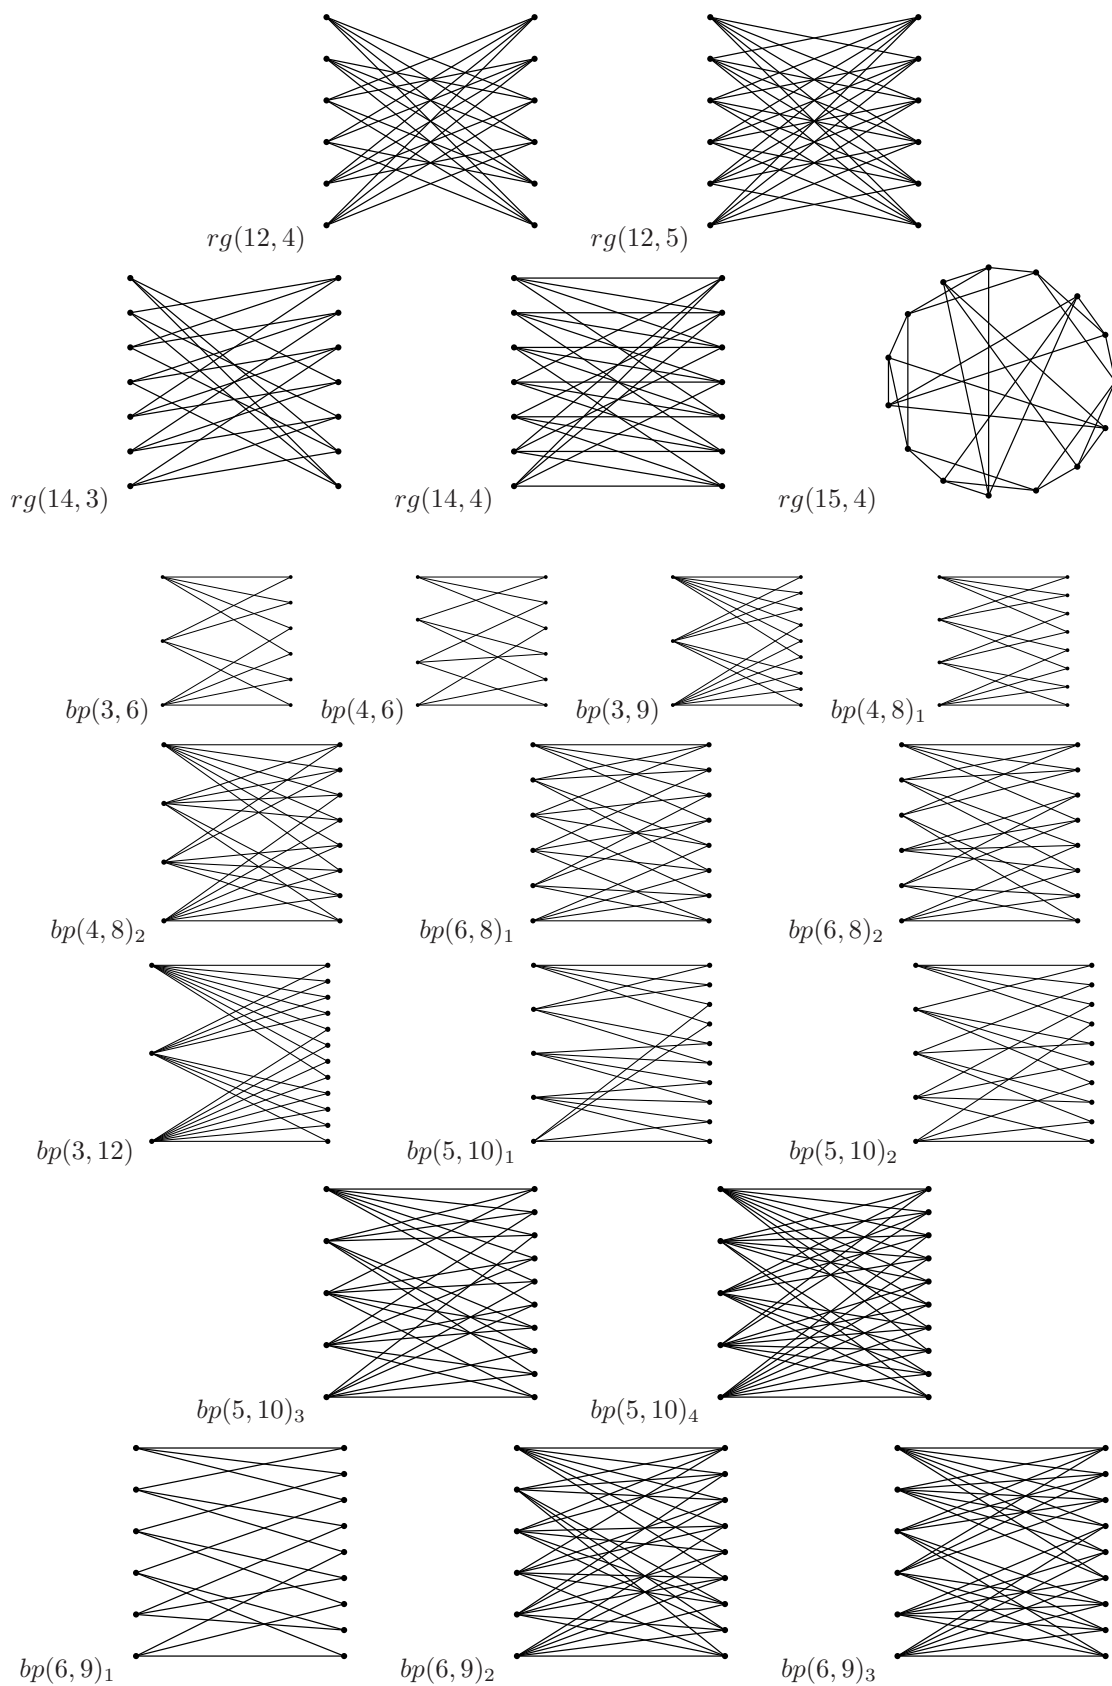 rg(12, 4) rg(12, 5)
rg(14, 3) rg(14, 4) rg(15, 4)
bp(3, 6) bp(4, 6) bp(3, 9) bp(4, 8)₁
bp(4, 8)₂ bp(6, 8)₁ bp(6, 8)₂
bp(3, 12) bp(5, 10)₁ bp(5, 10)₂
bp(5, 10)₃ bp(5, 10)₄
bp(6, 9)₁ bp(6, 9)₂ bp(6, 9)₃